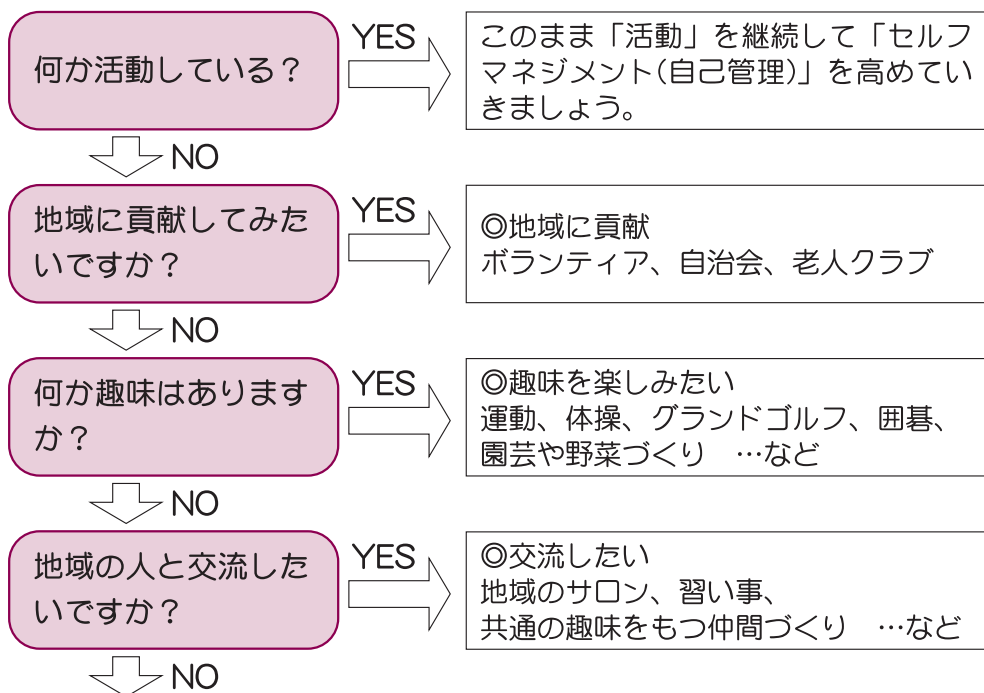 何か活動している？
YES
このまま「活動」を継続して「セルフ
マネジメント(自己管理)」を高めてい
きましょう。
NO
地域に貢献してみた
いですか？
YES
◎地域に貢献
ボランティア、自治会、老人クラブ
NO
何か趣味はあります
か？
YES
◎趣味を楽しみたい
運動、体操、グランドゴルフ、囲碁、
園芸や野菜づくり　…など
NO
地域の人と交流した
いですか？
YES
◎交流したい
地域のサロン、習い事、
共通の趣味をもつ仲間づくり　…など
NO